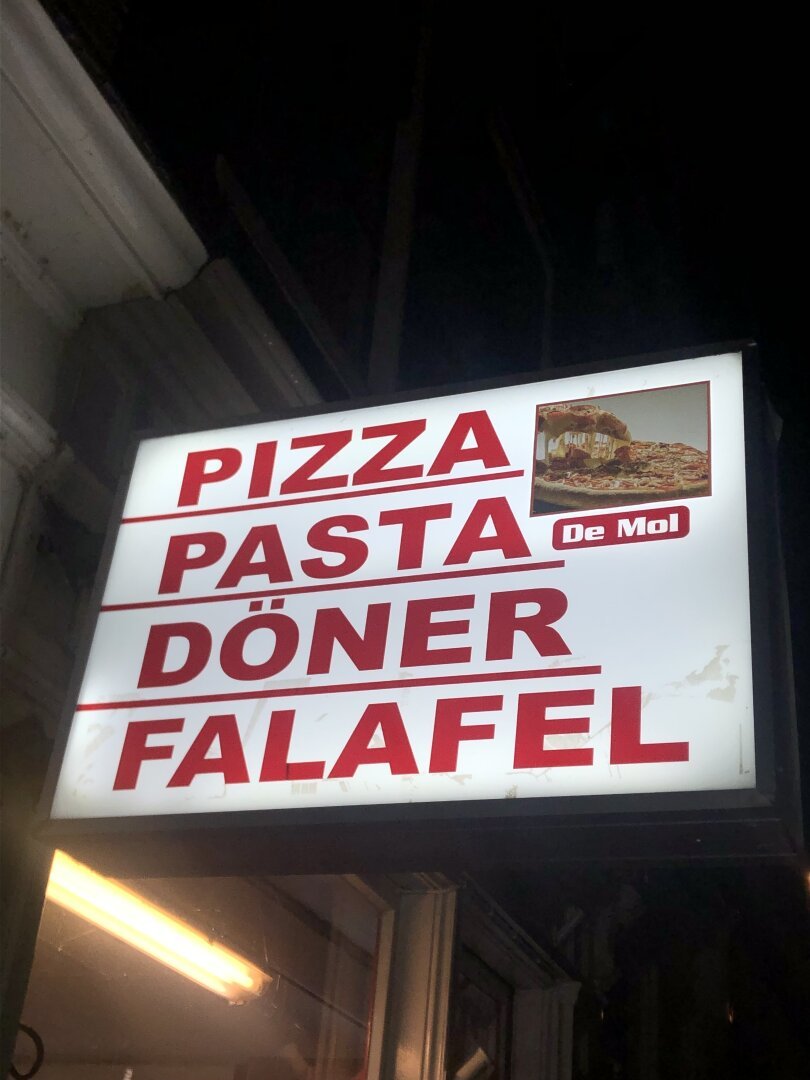 PIZZA
PASTA
De Mol
DÖNER
FALAFEL